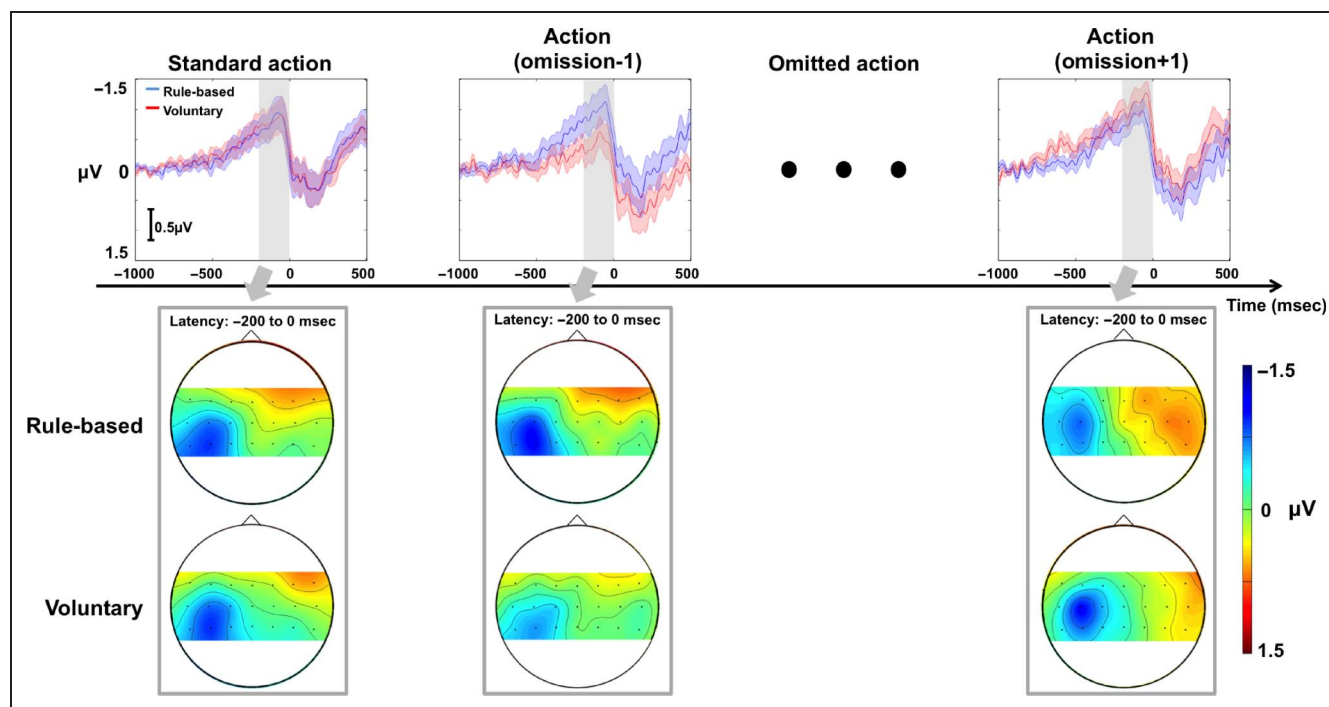 Standard action
Action
(omission-1)
Omitted action
Action
(omission+1)
−1.5
Rule-based
Voluntary
μV
0
0.5μV
1.5
−1000
−500
0
500
−1000
−500
0
500
−1000
−500
0
500
Time (msec)
Latency: −200 to 0 msec
Latency: −200 to 0 msec
Latency: −200 to 0 msec
Rule-based
Voluntary
−1.5
0
μV
1.5